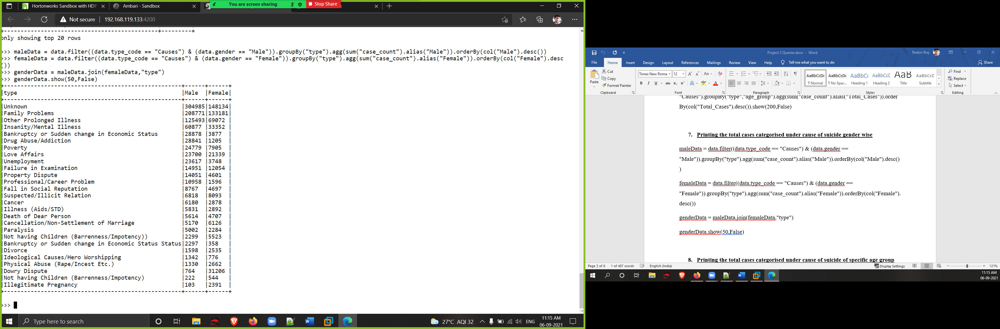 Hortonworks Sandbox with HDP
Ambari - Sandbox
You are screen sharing
Stop Share
Not secure
192.168.119.133:4200
+---------+
only showing top 20 rows
>>> maleData = data.filter((data.type_code == "Causes") & (data.gender == "Male")).groupBy("type").agg(sum("case_count").alias("Male")).orderBy(col("Male").desc())
>>> femaleData = data.filter((data.type_code == "Causes") & (data.gender == "Female")).groupBy("type").agg(sum("case_count").alias("Female")).orderBy(col("Female").desc
())
>>> genderData = maleData.join(femaleData,"type")
>>> genderData.show(50,False)
|type |Male |Female|
|Unknown |304985|148134|
|Family Problems |208771|133181|
|Other Prolonged Illness |125493|69072 |
|Insanity/Mental Illness |60877 |33352 |
|Bankruptcy or Sudden change in Economic Status |28878 |3877 |
|Drug Abuse/Addiction |28841 |1205 |
|Poverty |24779 |7905 |
|Love Affairs |23700 |21339 |
|Unemployment |23617 |3748 |
|Failure in Examination |14951 |12054 |
|Property Dispute |14051 |4601 |
|Professional/Career Problem |10958 |1596 |
|Fall in Social Reputation |8767 |4697 |
|Suspected/Illicit Relation |6818 |8093 |
|Cancer |6180 |2878 |
|Illness (Aids/STD) |5831 |2892 |
|Death of Dear Person |5614 |4707 |
|Cancellation/Non-Settlement of Marriage |5170 |6126 |
|Paralysis |5002 |2284 |
|Not having Children (Barrenness/Impotency)) |2299 |5523 |
|Bankruptcy or Sudden change in Economic Status Status|2297 |358 |
|Divorce |1598 |2535 |
|Ideological Causes/Hero Worshipping |1342 |776 |
|Physical Abuse (Rape/Incest Etc.) |1330 |2662 |
|Dowry Dispute |764 |31206 |
|Not having Children (Barrenness/Impotency) |222 |544 |
|Illegitimate Pregnancy |103 |2391 |
>>>
Type here to search
27°C AQI 32
ENG
11:15 AM
06-09-2021
Project 2 Queries.docx - Word
Redon Roy
File Home Insert Design Layout References Mailings Review View Help Tell me what you want to do Share
Paste
Cut
Copy
Format Painter
Clipboard
Times New Roma 12
Font
Paragraph
AaBbCcDc AaBbCcDc AaBbCc AaBbCcE AaB AaBbCcC
¶ Normal ¶ No Spac... Heading 1 Heading 2 Title Subtitle
Styles
Find
Replace
Select
Editing
"Causes").groupBy("type","age_group").agg(sum("case_count").alias("Total_Cases")).order
By(col("Total_Cases").desc()).show(200,False)
7. Printing the total cases categorised under cause of suicide gender wise
maleData = data.filter((data.type_code == "Causes") & (data.gender ==
"Male")).groupBy("type").agg(sum("case_count").alias("Male")).orderBy(col("Male").desc()
)
femaleData = data.filter((data.type_code == "Causes") & (data.gender ==
"Female")).groupBy("type").agg(sum("case_count").alias("Female")).orderBy(col("Female").
desc())
genderData = maleData.join(femaleData,"type")
genderData.show(50,False)
8. Printing the total cases categorised under cause of suicide of specific age group
Page 3 of 6 1 of 487 words English (India) Display Settings 121%
11:15 AM
06-09-2021